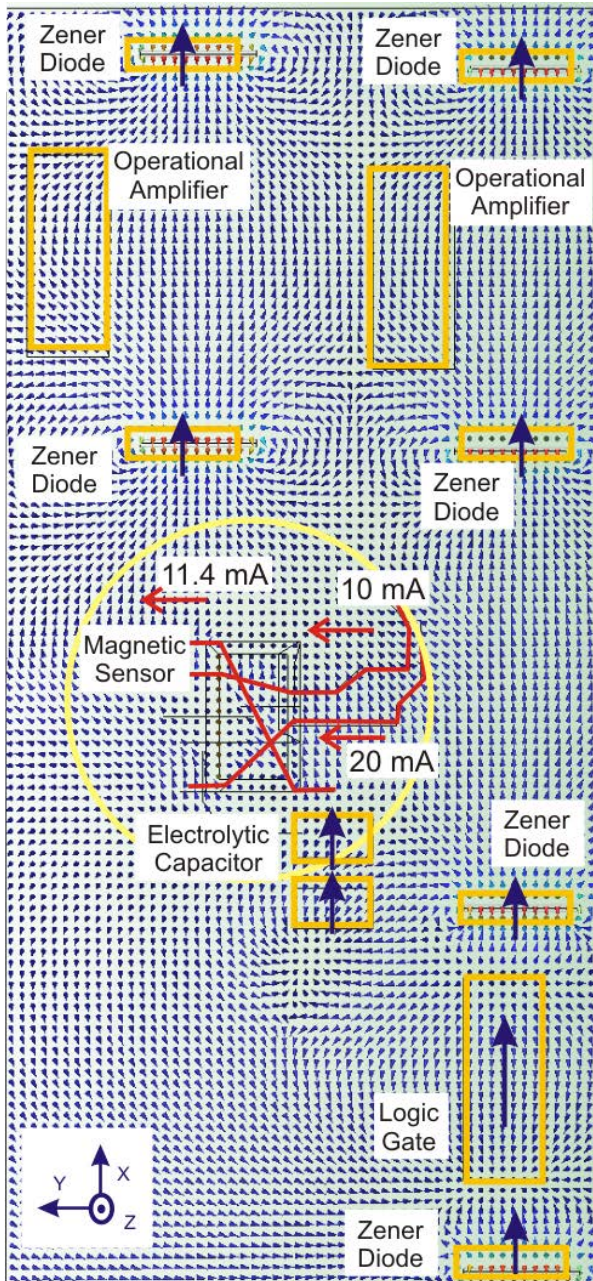 Zener
Diode
Zener
Diode
Operational
Amplifier
Operational
Amplifier
Zener
Diode
Zener
Diode
11.4 mA
10 mA
Magnetic
Sensor
20 mA
Electrolytic
Capacitor
Zener
Diode
Logic
Gate
Y
X
Z
Zener
Diode